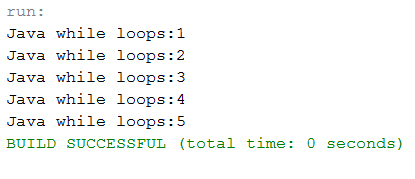 run:
Java while loops:1
Java while loops:2
Java while loops:3
Java while loops:4
Java while loops:5
BUILD SUCCESSFUL (total time: 0 seconds)